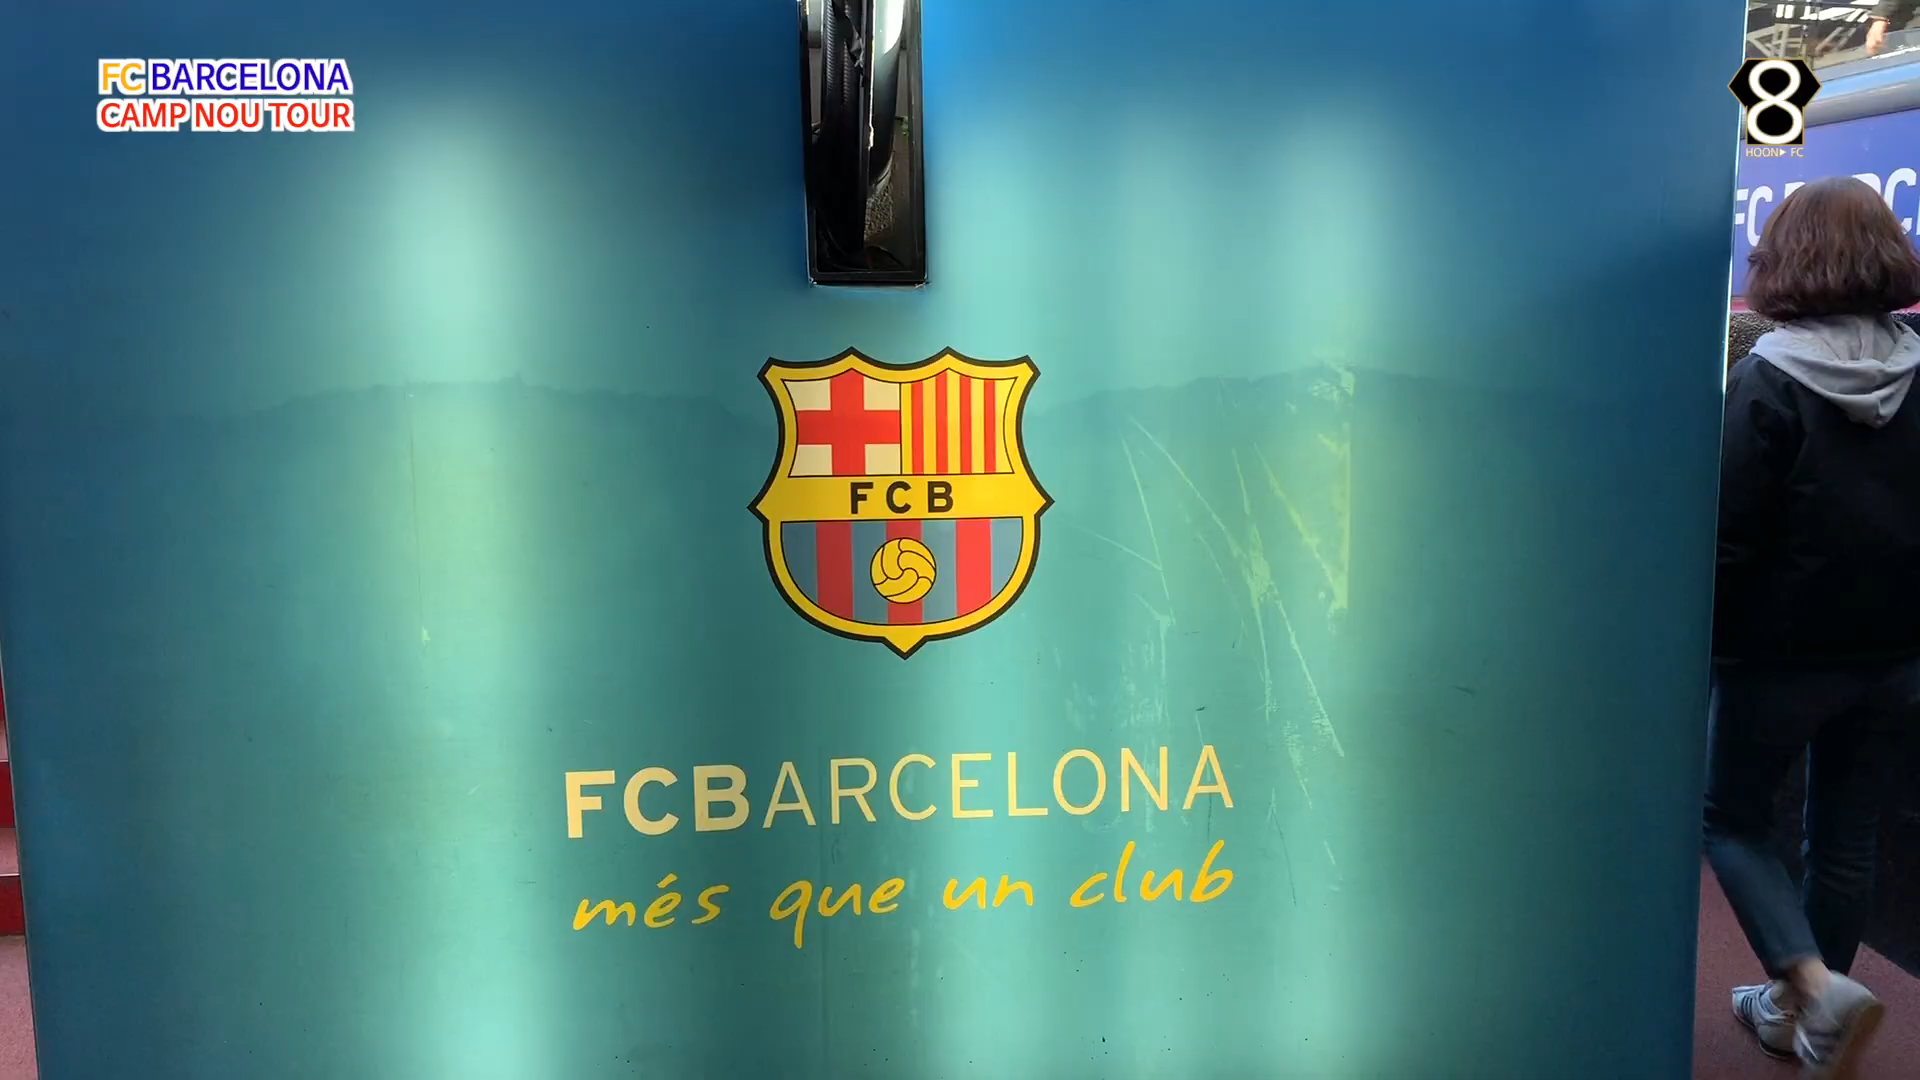 FC BARCELONA
CAMP NOU TOUR
8
HOON FC
FCB
FCBARCELONA
més que un club